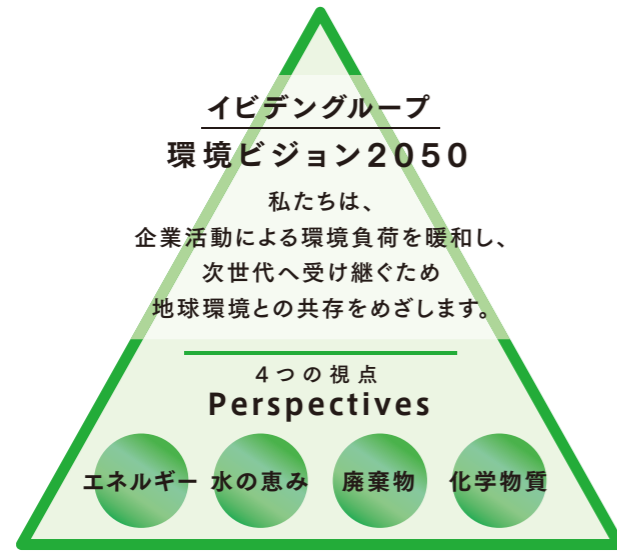 イビデングループ
環境ビジョン2050
私たちは、
企業活動による環境負荷を暖和し、
次世代へ受け継ぐため
地球環境との共存をめざします。
4つの視点
Perspectives
エネルギー 水の恵み 廃棄物 化学物質